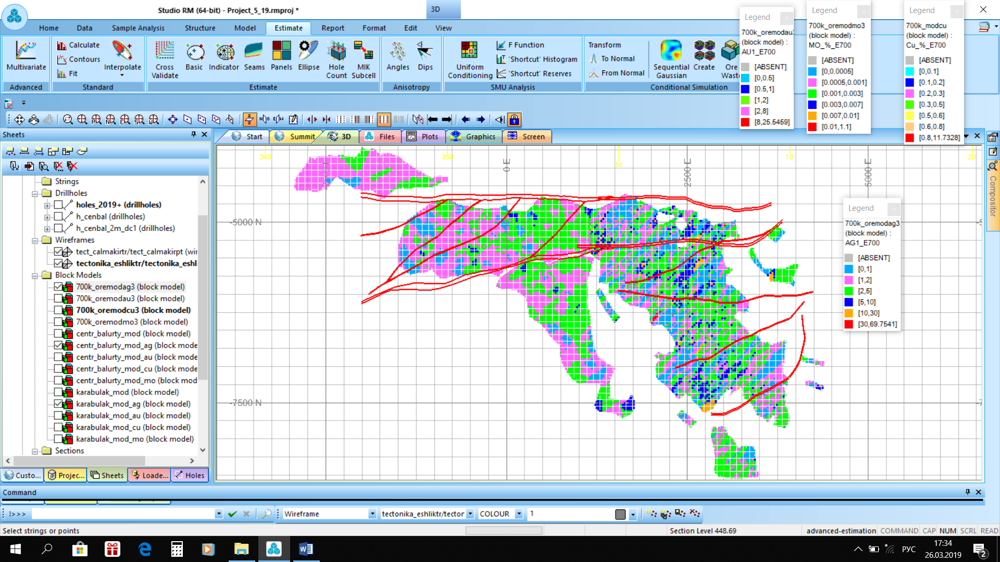 Studio RM (64-bit) - Project_5_19.rmproj *
3D
Home Data Sample Analysis Structure Model Estimate Report Format Edit View
Multivariate
Advanced
Calculate
Contours
Fit
Interpolate
Standard
Cross Validate
Basic
Indicator
Seams
Panels
Ellipse
Hole Count
MIK Subcell
Estimate
Angles
Dips
Anisotropy
Uniform Conditioning
F Function
'Shortcut' Histogram
'Shortcut' Reserves
SMU Analysis
Transform
To Normal
From Normal
Sequential Gaussian
Create
Ore
Waste
Conditional Simulation
Legend
700k_oremodau3
(block model) :
AU1_E700
[ABSENT]
[0,0.5]
[0.5,1]
[1,2]
[2,8]
[8,25.5459]
Legend
700k_oremodmo3
(block model) :
MO_%_E700
[ABSENT]
[0,0.0005]
[0.0005,0.001]
[0.001,0.003]
[0.003,0.007]
[0.007,0.01]
[0.01,1.1]
Legend
700k_modcu
(block model) :
Cu_%_E700
[ABSENT]
[0,0.1]
[0.1,0.2]
[0.2,0.3]
[0.3,0.5]
[0.5,0.6]
[0.6,0.8]
[0.8,11.7328]
Sheets
Start Summit 3D Files Plots Graphics Screen
Strings
Drillholes
holes_2019+ (drillholes)
h_cenbal (drillholes)
h_cenbal_2m_dc1 (drillholes)
Wireframes
tect_calmakirtr/tect_calmakirpt (wir
tectonika_eshliktr/tectonika_eshl
Block Models
700k_oremodag3 (block model)
700k_oremodau3 (block model)
700k_oremodcu3 (block model)
700k_oremodmo3 (block model)
centr_balurty_mod (block model)
centr_balurty_mod_ag (block mode
centr_balurty_mod_au (block mode
centr_balurty_mod_cu (block mode
centr_balurty_mod_mo (block mod
karabulak_mod (block model)
karabulak_mod_ag (block model)
karabulak_mod_au (block model)
karabulak_mod_cu (block model)
karabulak_mod_mo (block model)
Sections
Custo... Projec... Sheets Loade... Holes
340 350 N 10 20
0 E 2500 E 5000 E
-5000 N
-7500 N
Legend
700k_oremodag3
(block model) :
AG1_E700
[ABSENT]
[0,1]
[1,2]
[2,5]
[5,10]
[10,30]
[30,69.7541]
Compositor
Command
!>>> Wireframe tectonika_eshliktr/tector COLOUR 1
Select strings or points
Section Level 448.69
advanced-estimation COMMAND CAP NUM SCRL READ
РУС
17:34
26.03.2019
2